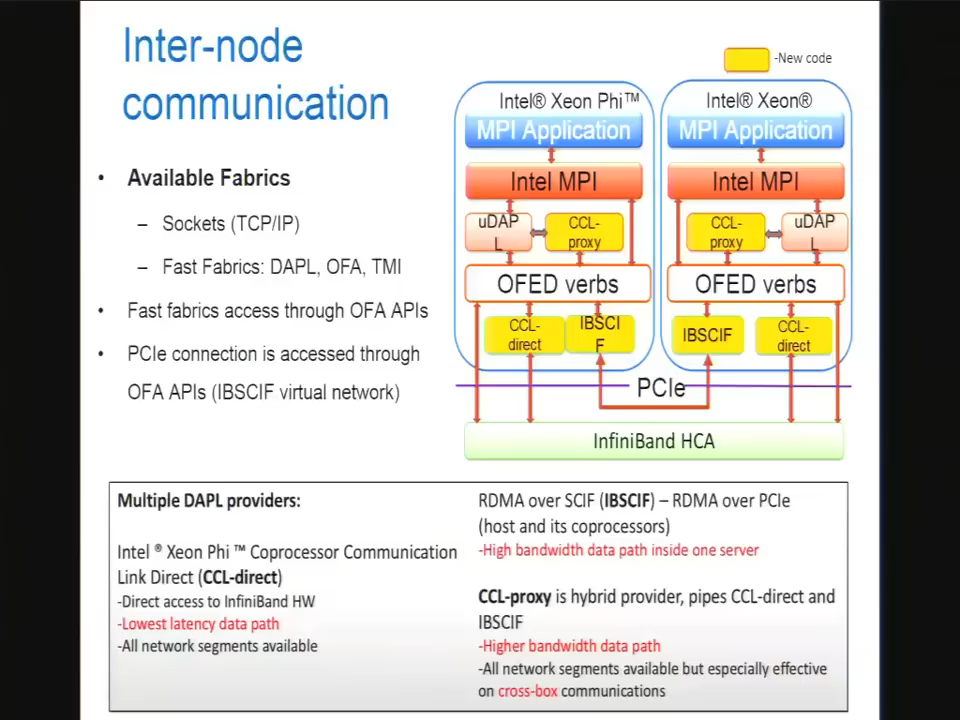 Inter-node
communication
• Available Fabrics
– Sockets (TCP/IP)
– Fast Fabrics: DAPL, OFA, TMI
• Fast fabrics access through OFA APIs
• PCIe connection is accessed through
OFA APIs (IBSCIF virtual network)
-New code
Intel® Xeon Phi™
MPI Application
Intel MPI
uDAP
L
CCL-
proxy
OFED verbs
CCL-
direct
IBSCI
F
Intel® Xeon®
MPI Application
Intel MPI
CCL-
proxy
uDAP
L
OFED verbs
IBSCIF
CCL-
direct
PCIe
InfiniBand HCA
Multiple DAPL providers:
Intel ® Xeon Phi ™ Coprocessor Communication
Link Direct (CCL-direct)
-Direct access to InfiniBand HW
-Lowest latency data path
-All network segments available
RDMA over SCIF (IBSCIF) – RDMA over PCIe
(host and its coprocessors)
-High bandwidth data path inside one server
CCL-proxy is hybrid provider, pipes CCL-direct and
IBSCIF
-Higher bandwidth data path
-All network segments available but especially effective
on cross-box communications